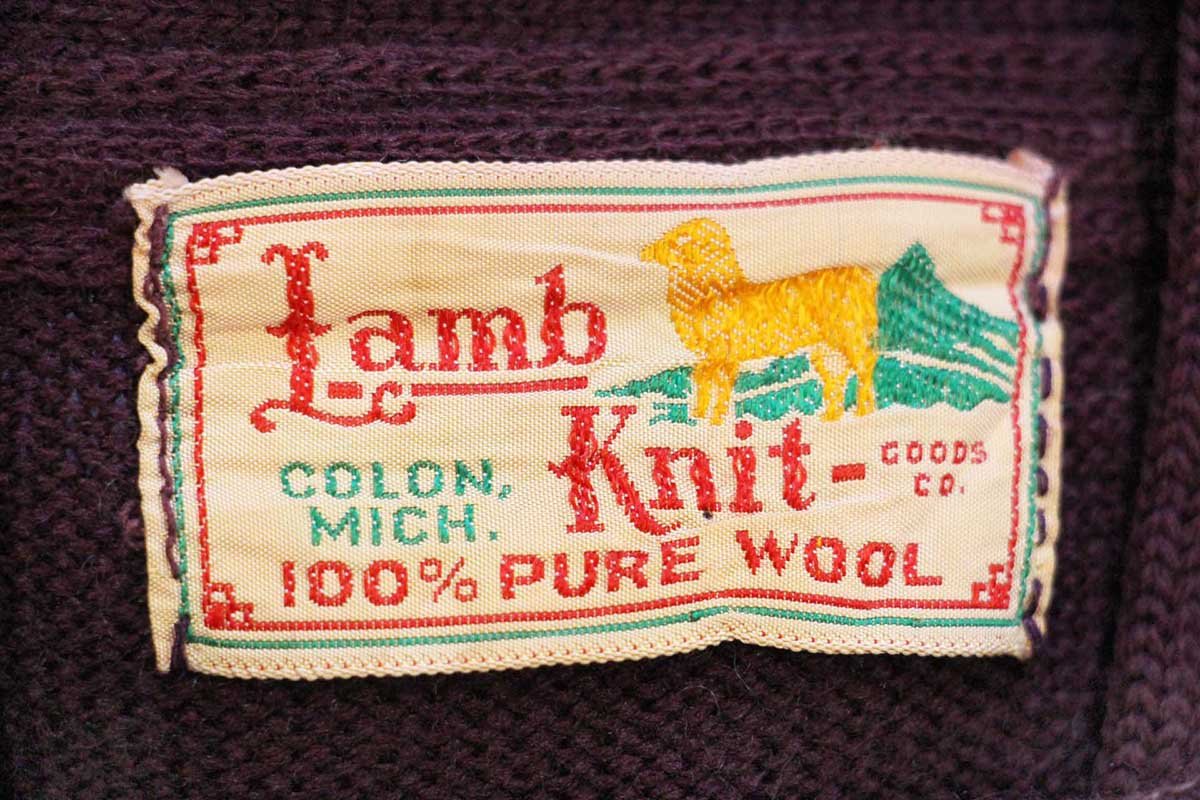 Lamb
Knit-
GOODS
CO.
COLON,
MICH.
100% PURE WOOL